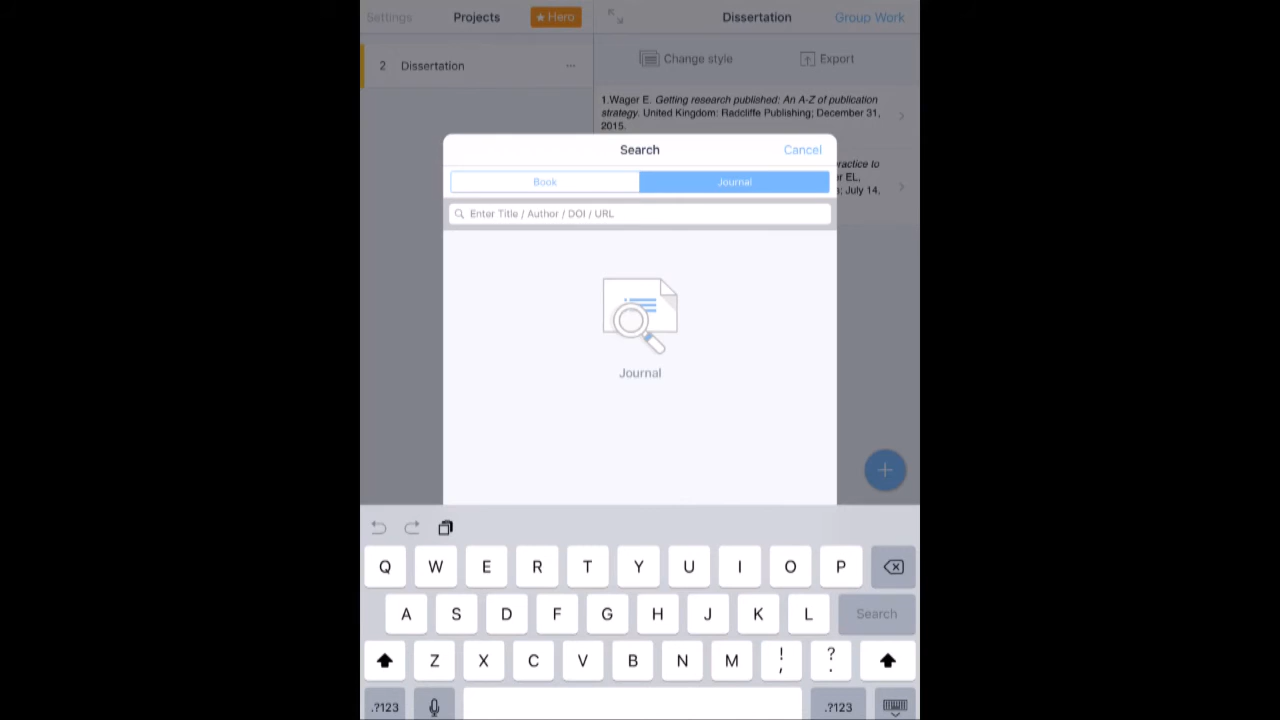 Settings Projects ★ Hero Dissertation Group Work
2 Dissertation ...
Change style Export
1.Wager E. Getting research published: An A-Z of publication
strategy. United Kingdom: Radcliffe Publishing; December 31,
2015.
ractice to
r EL,
; July 14,
Search Cancel
Book Journal
Enter Title / Author / DOI / URL
Journal
Q W E R T Y U I O P
A S D F G H J K L Search
Z X C V B N M ! , ? .
.?123 .?123